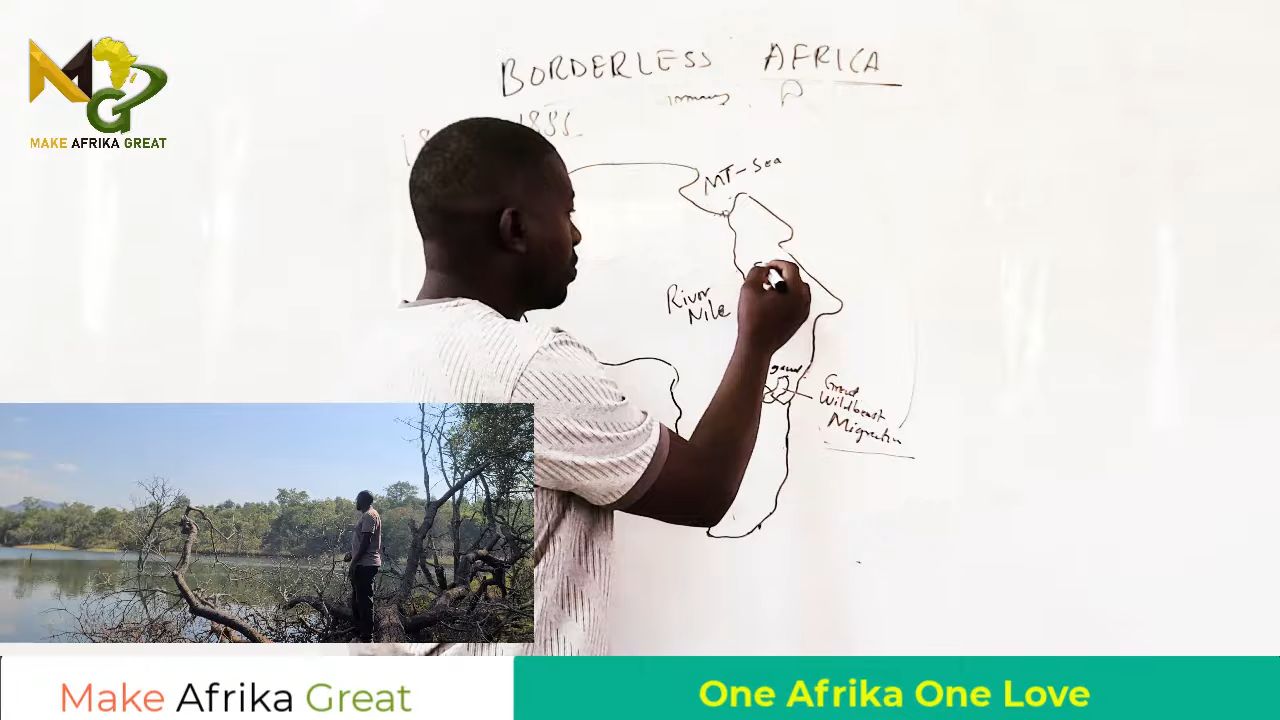 MAKE AFRIKA GREAT
BORDERLESS AFRICA
MT-Sea
River
Nile
Great
Wildbeast
Migration
Make Afrika Great
One Afrika One Love